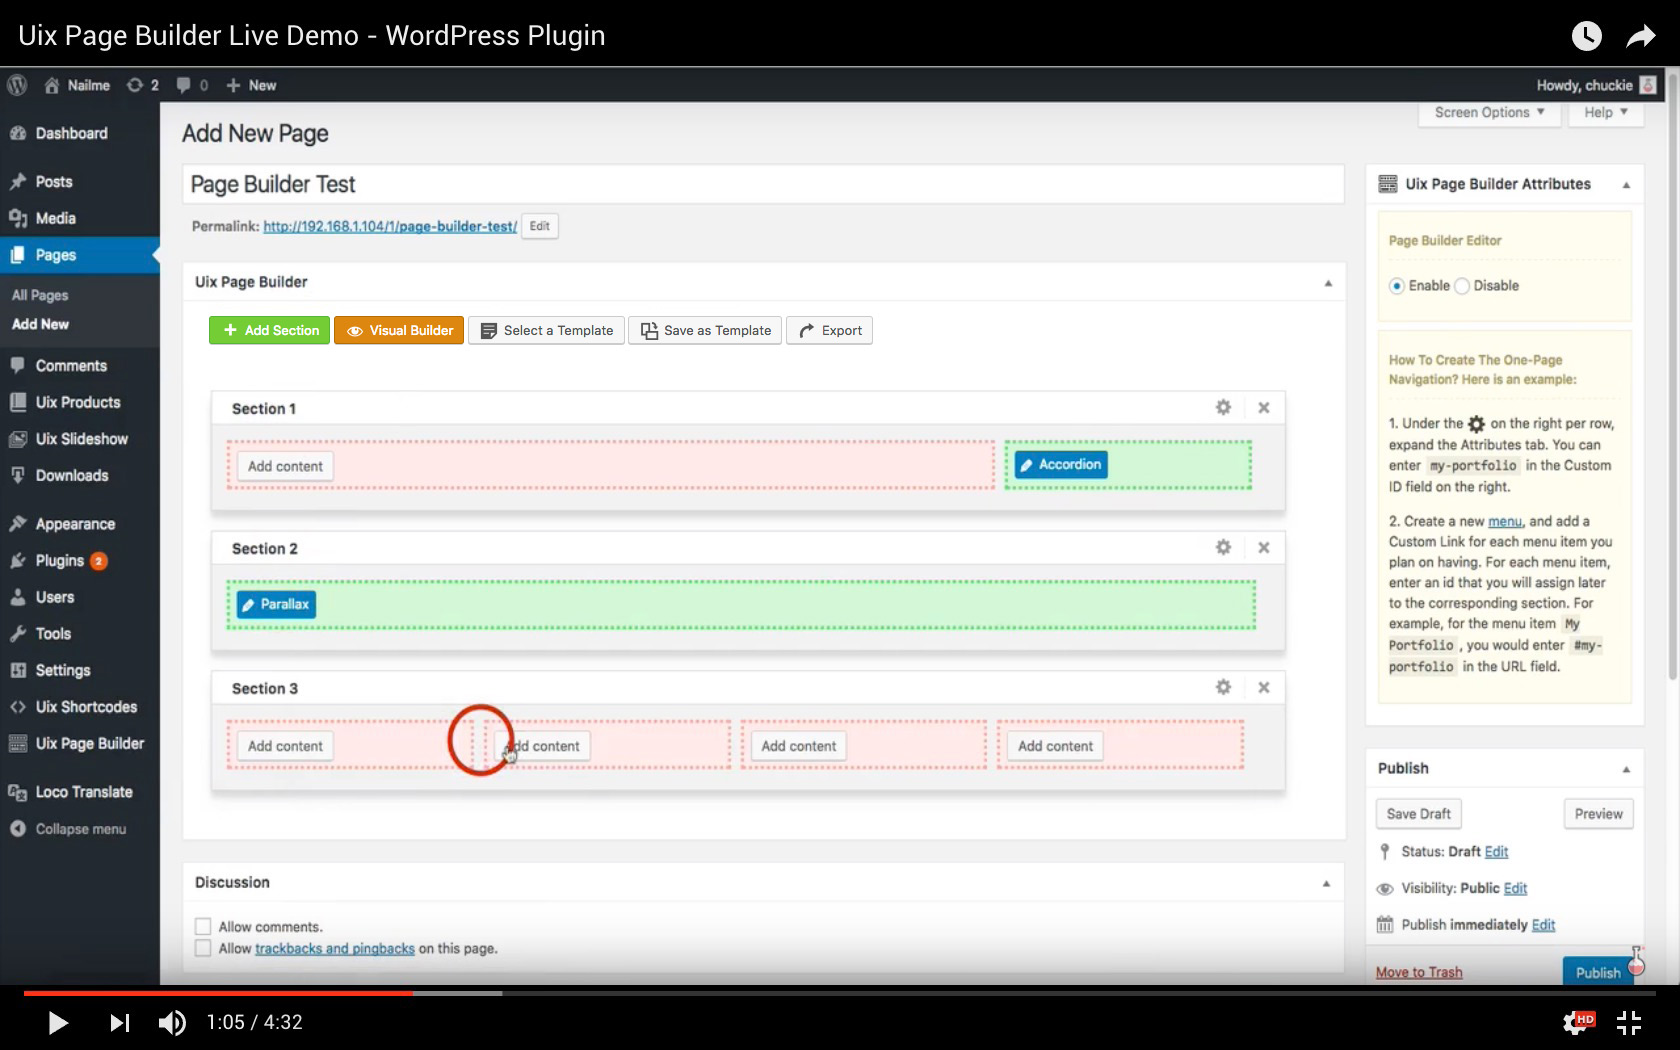 Uix Page Builder Live Demo - WordPress Plugin
Nailme 2 0 New
Howdy, chuckie
Screen Options
Help
Dashboard
Posts
Media
Pages
All Pages
Add New
Comments
Uix Products
Uix Slideshow
Downloads
Appearance
Plugins 2
Users
Tools
Settings
Uix Shortcodes
Uix Page Builder
Loco Translate
Collapse menu
Add New Page
Page Builder Test
Permalink: http://192.168.1.104/1/page-builder-test/ Edit
Uix Page Builder
Add Section Visual Builder Select a Template Save as Template Export
Section 1
Add content Accordion
Section 2
Parallax
Section 3
Add content dd content Add content Add content
Discussion
Allow comments.
Allow trackbacks and pingbacks on this page.
Uix Page Builder Attributes
Page Builder Editor
Enable Disable
How To Create The One-Page
Navigation? Here is an example:
1. Under the on the right per row,
expand the Attributes tab. You can
enter my-portfolio in the Custom
ID field on the right.
2. Create a new menu, and add a
Custom Link for each menu item you
plan on having. For each menu item,
enter an id that you will assign later
to the corresponding section. For
example, for the menu item My
Portfolio , you would enter #my-
portfolio in the URL field.
Publish
Save Draft Preview
Status: Draft Edit
Visibility: Public Edit
Publish immediately Edit
Move to Trash Publish
1:05 / 4:32
HD